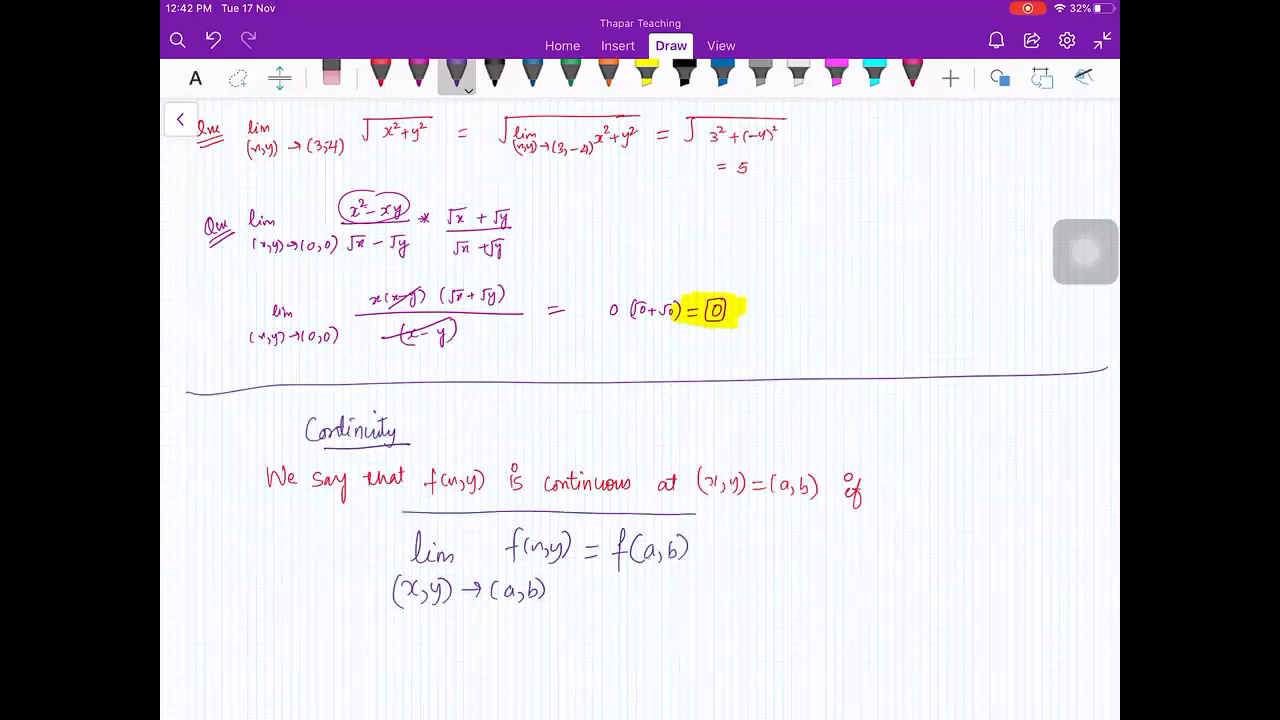 12:42 PM Tue 17 Nov
32%
Thapar Teaching
Home Insert Draw View
A
Que lim (x,y)→(3,4) √x²+y² = √lim (x,y)→(3,-4) x²+y² = √3²+(-4)²
= 5
Que lim (x,y)→(0,0) x²-xy / √x-√y * √x+√y / √x+√y
lim (x,y)→(0,0) x(x-y) (√x+√y) / (x-y) = 0 (√0+√0) = 0
Continuity
We say that f(x,y) is continuous at (x,y)=(a,b) if
lim f(x,y) = f(a,b)
(x,y)→(a,b)